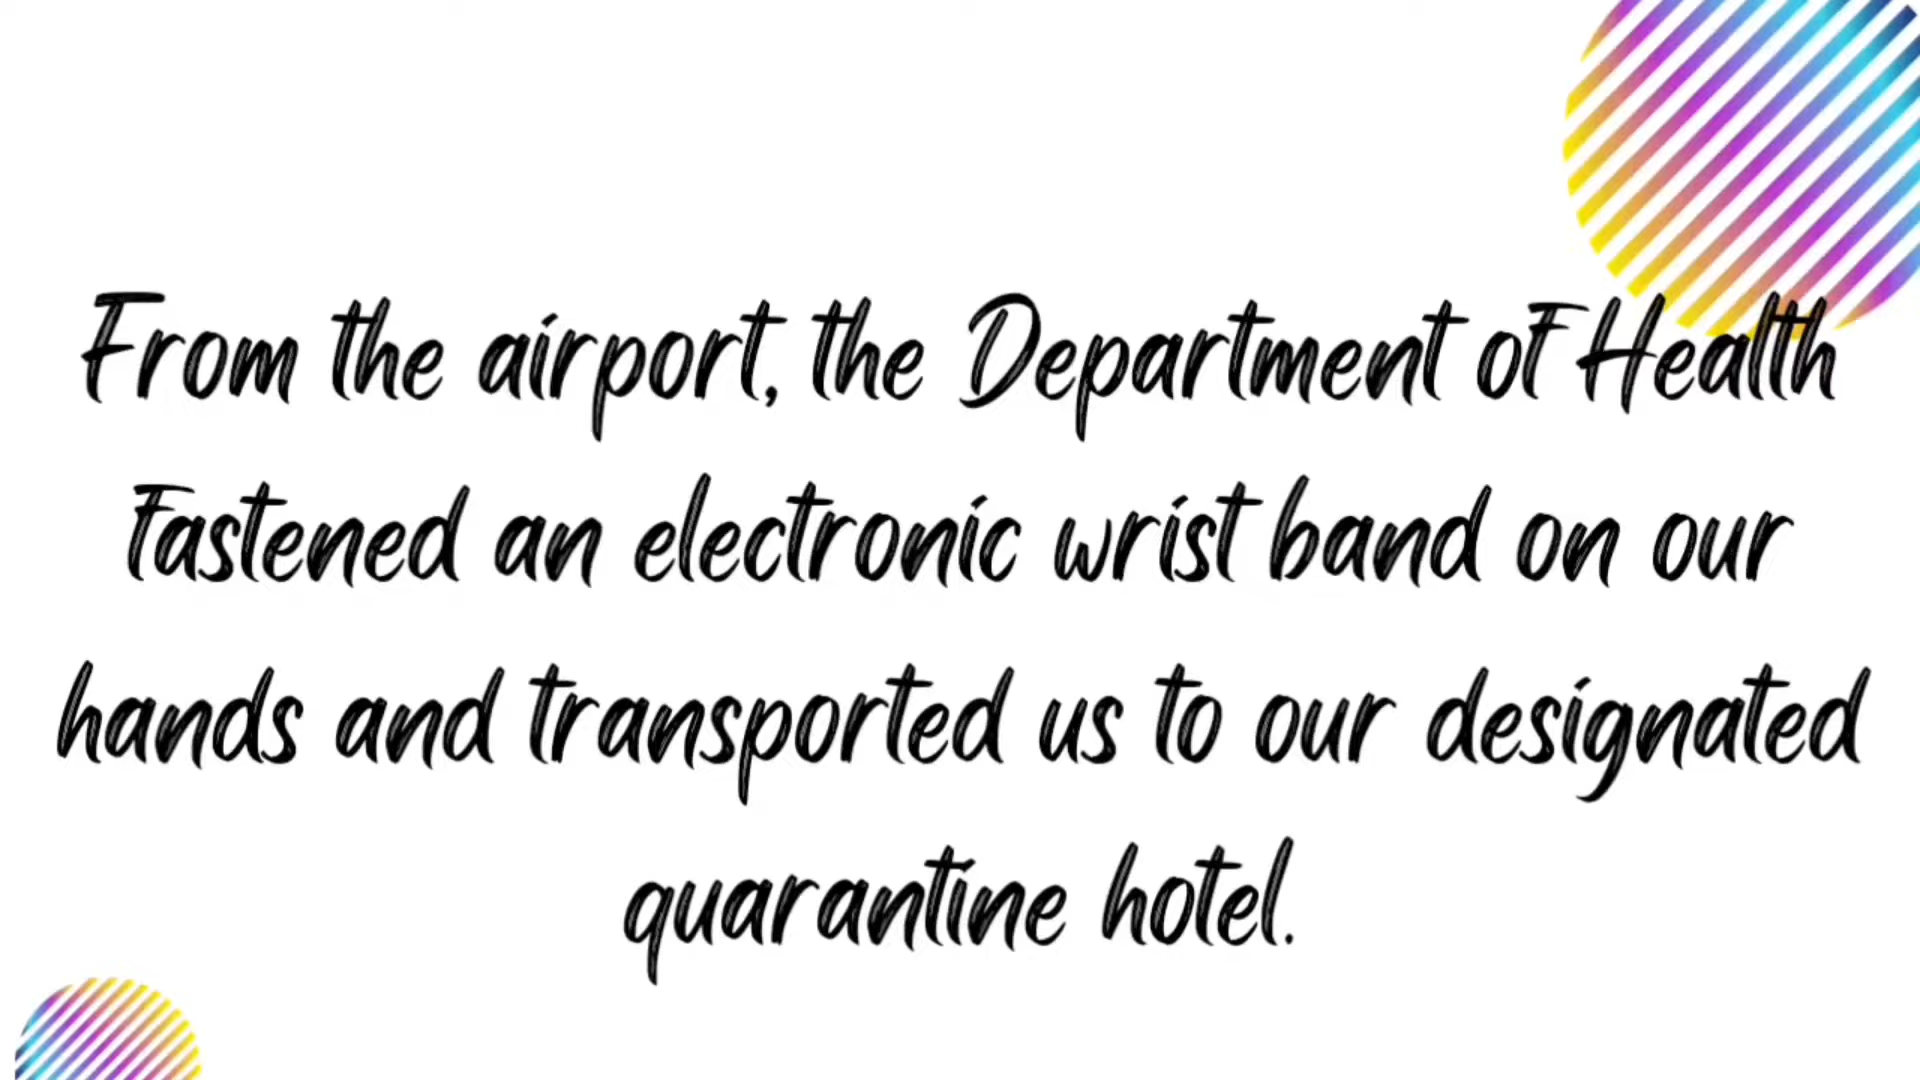 From the airport, the Department of Health
fastened an electronic wrist band on our
hands and transported us to our designated
quarantine hotel.